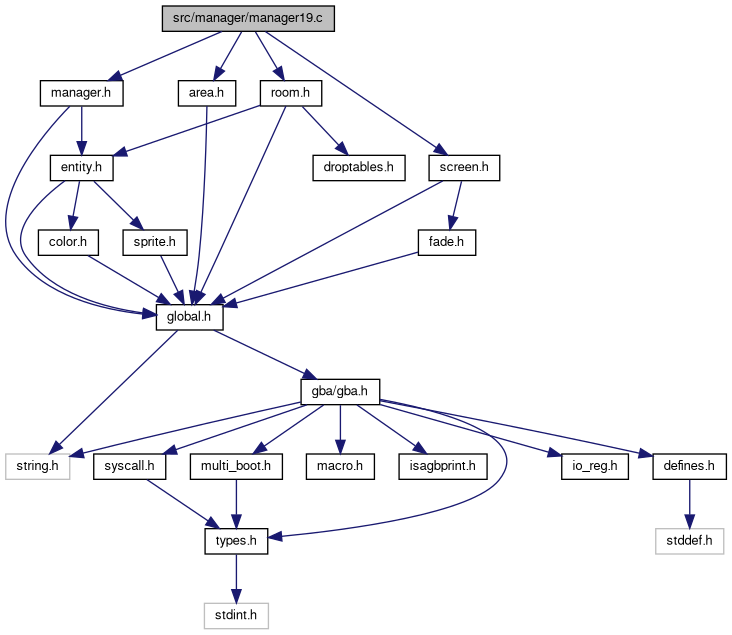 src/manager/manager19.c
manager.h
area.h
room.h
entity.h
droptables.h
screen.h
color.h
sprite.h
fade.h
global.h
gba/gba.h
string.h
syscall.h
multi_boot.h
macro.h
isagbprint.h
io_reg.h
defines.h
types.h
stddef.h
stdint.h